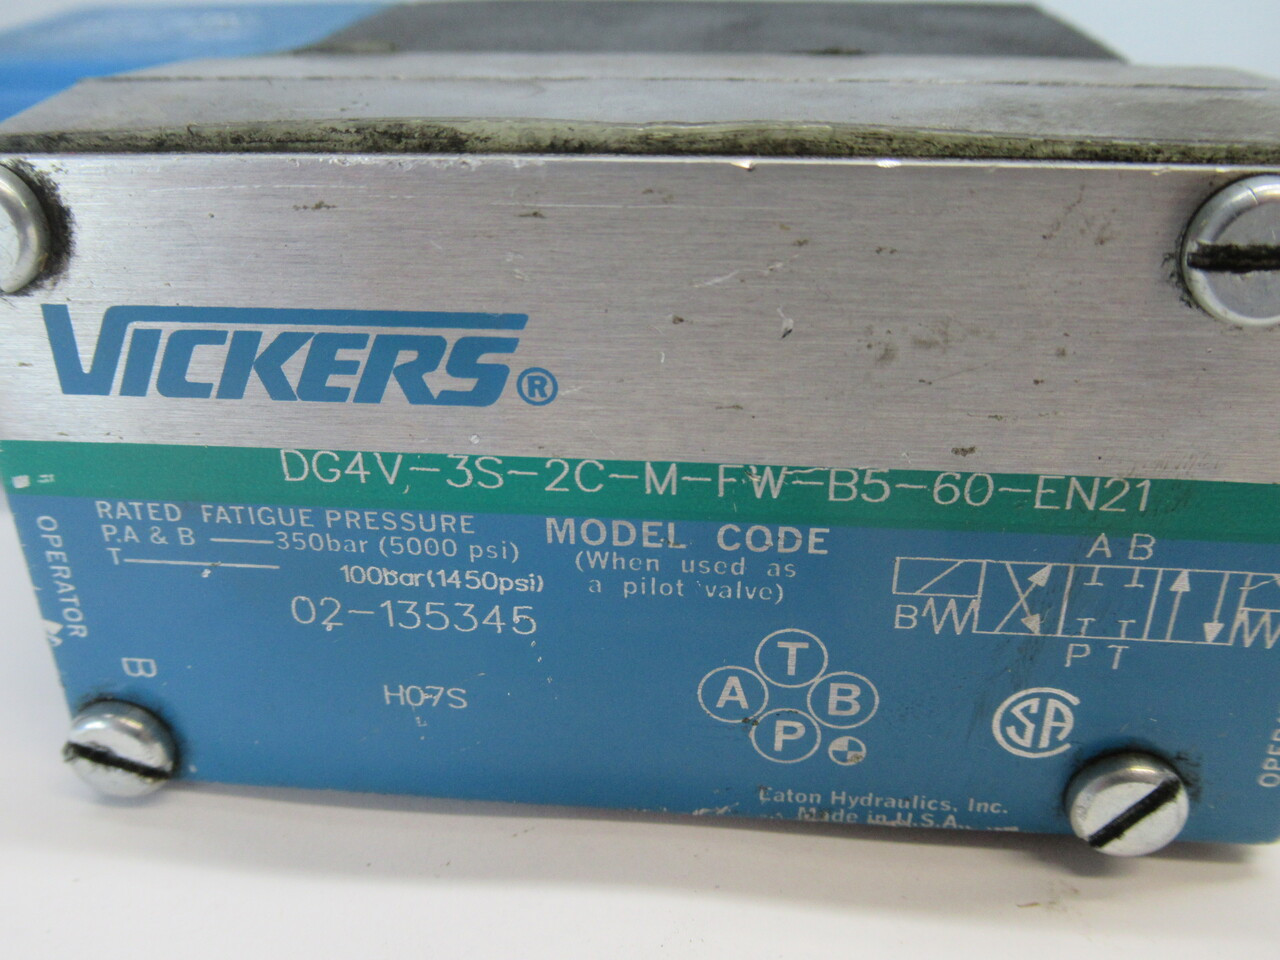 VICKERS®
DG4V-3S-2C-M-FW-B5-60-EN21
RATED FATIGUE PRESSURE
P.A & B — 350bar (5000 psi)
T — 100bar(1450psi)
02-135345
H07S
MODEL CODE
(When used as
a pilot valve)
A B
B
P T
OPERATOR
B
T
A B
P
SA
Eaton Hydraulics, Inc.
Made in U.S.A.